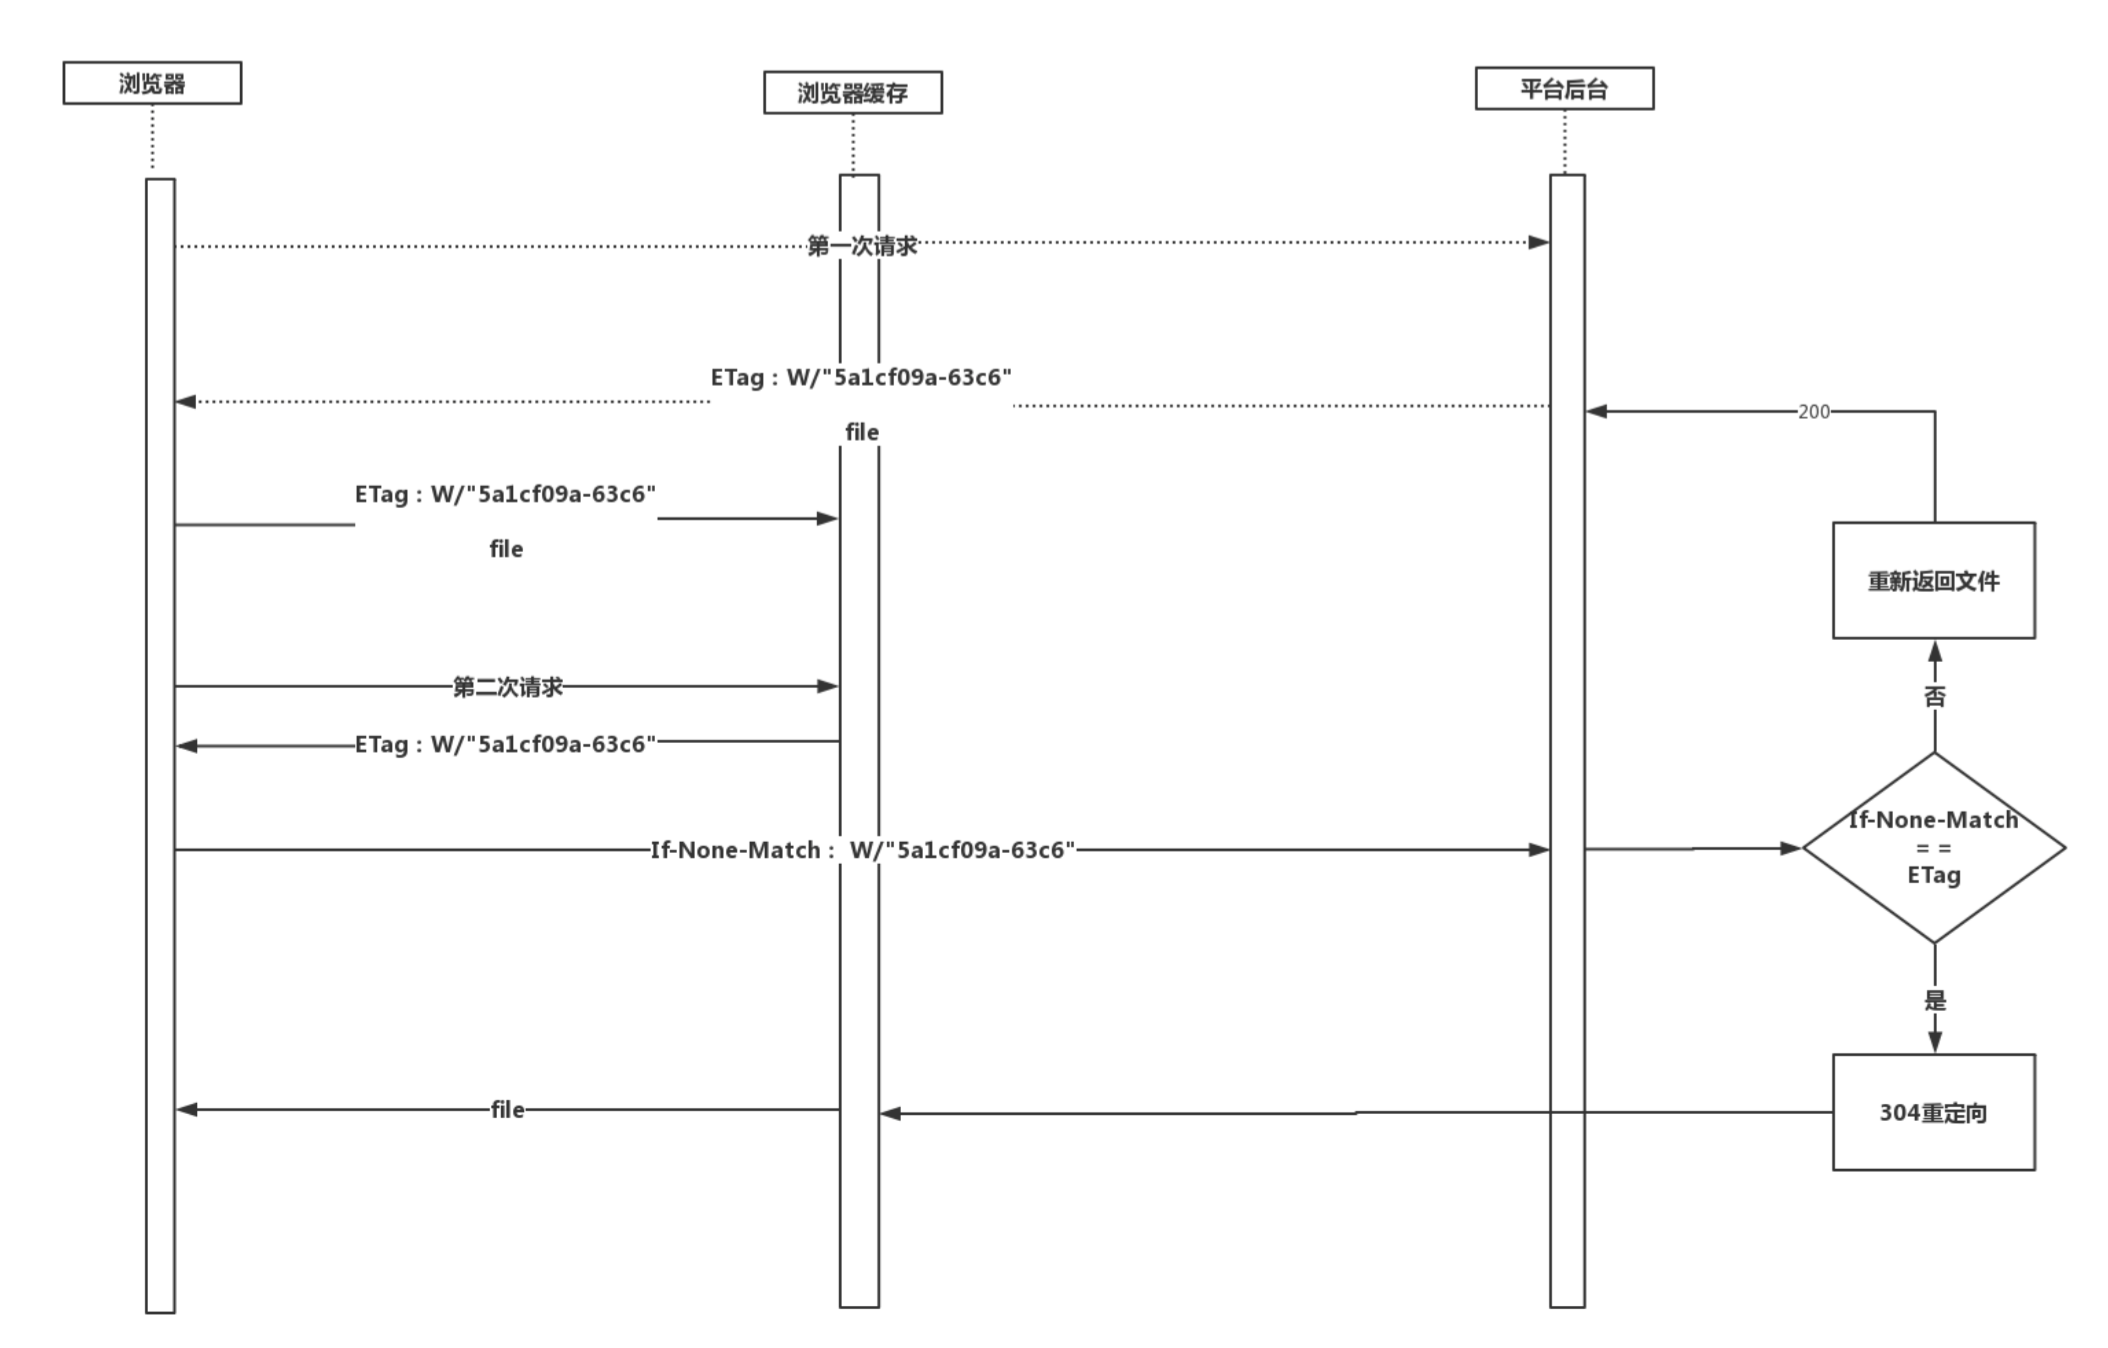 浏览器
浏览器缓存
平台后台
第一次请求
ETag：W/"5a1cf09a-63c6"
file
200
ETag：W/"5a1cf09a-63c6"
file
重新返回文件
第二次请求
否
ETag：W/"5a1cf09a-63c6"
If-None-Match： W/"5a1cf09a-63c6"
If-None-Match
= =
ETag
是
file
304重定向